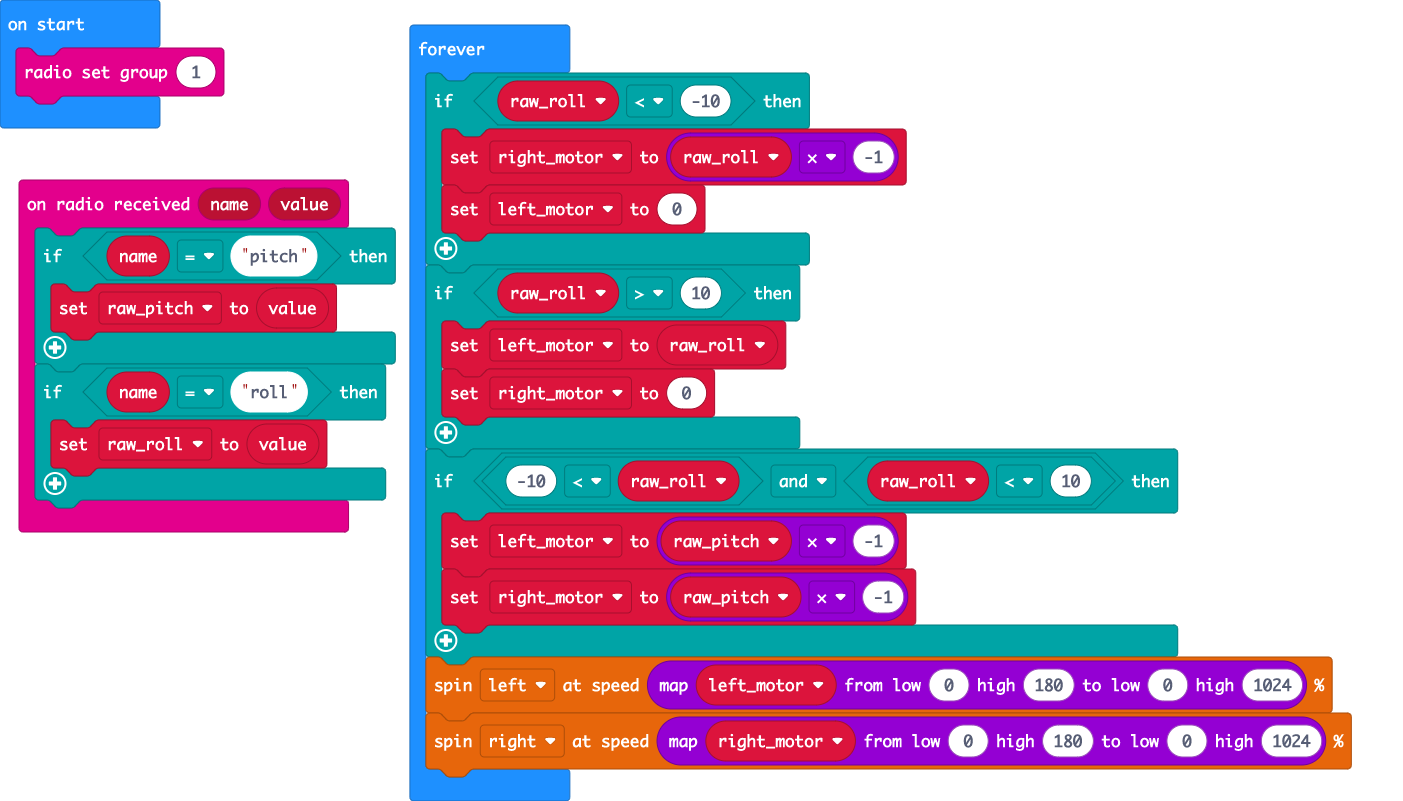 on start
radio set group 1
on radio received name value
if name = "pitch" then
set raw_pitch to value
if name = "roll" then
set raw_roll to value
forever
if raw_roll < -10 then
set right_motor to raw_roll × -1
set left_motor to 0
if raw_roll > 10 then
set left_motor to raw_roll
set right_motor to 0
if -10 < raw_roll and raw_roll < 10 then
set left_motor to raw_pitch × -1
set right_motor to raw_pitch × -1
spin left at speed map left_motor from low 0 high 180 to low 0 high 1024 %
spin right at speed map right_motor from low 0 high 180 to low 0 high 1024 %